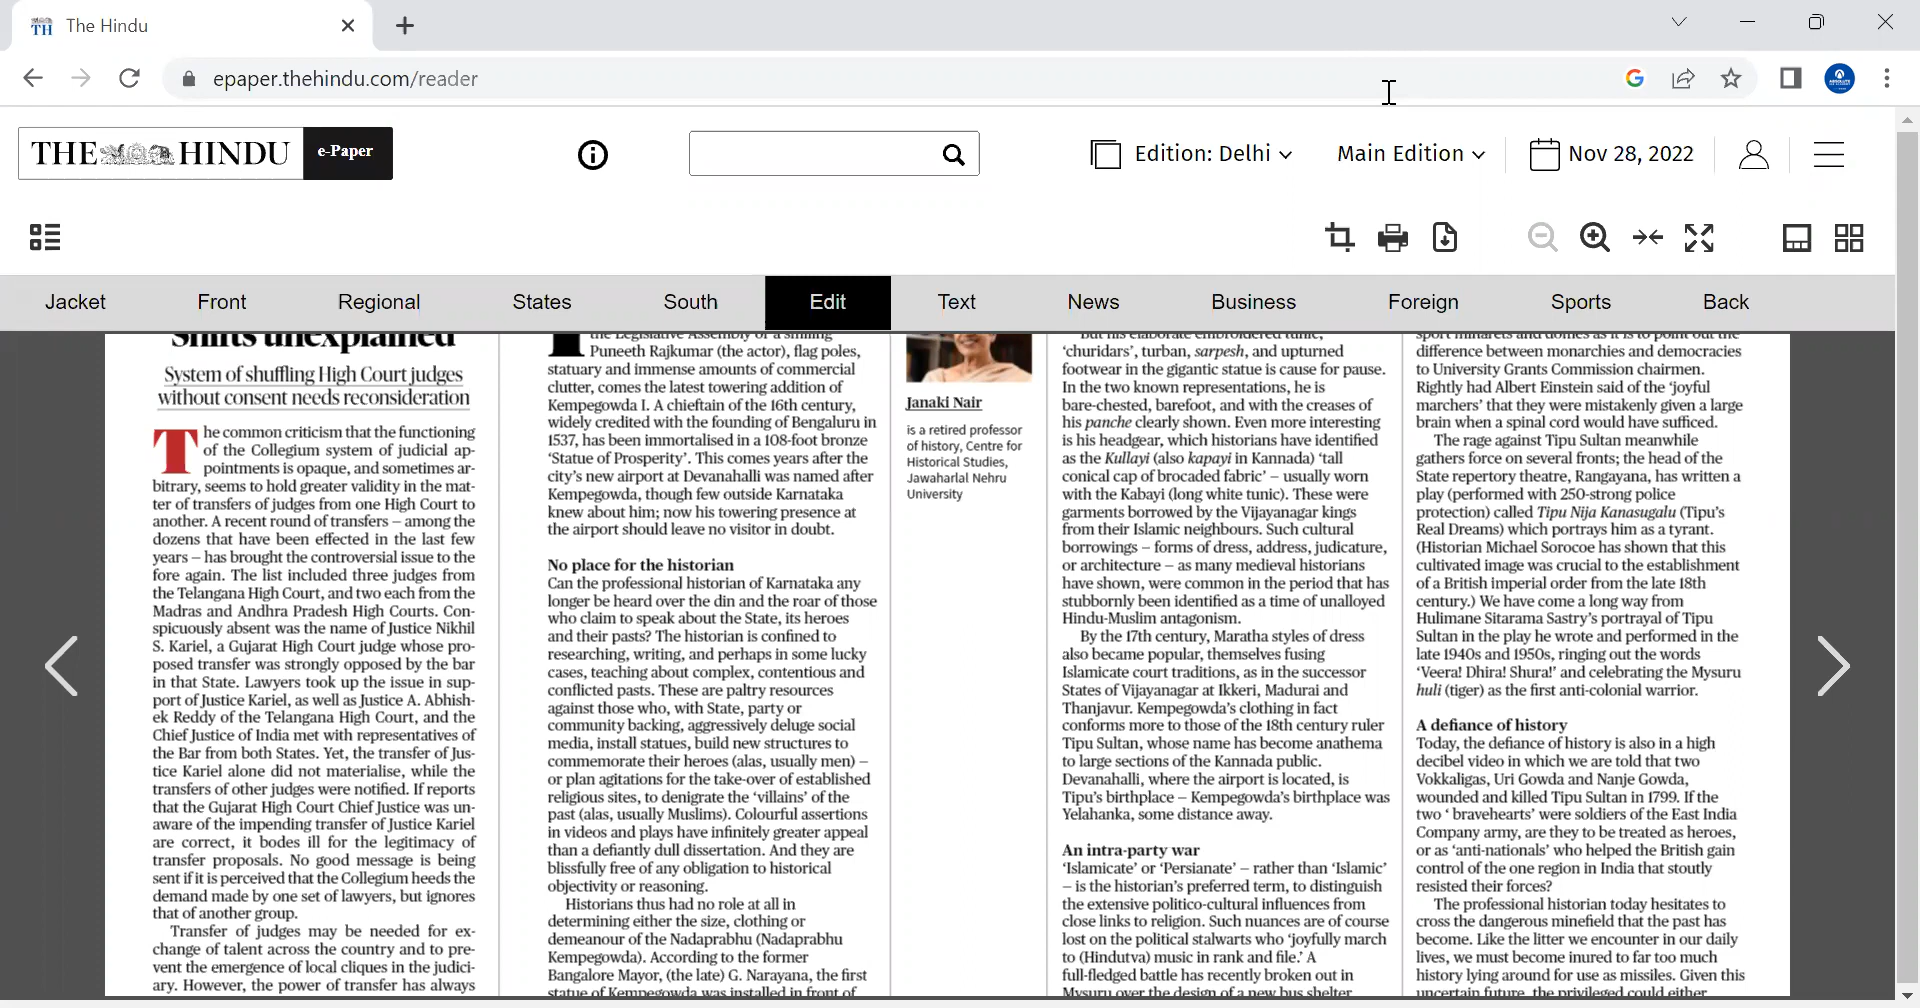 The Hindu
epaper.thehindu.com/reader
THE HINDU e-Paper
Edition: Delhi
Main Edition
Nov 28, 2022
Jacket
Front
Regional
States
South
Edit
Text
News
Business
Foreign
Sports
Back
Shifts unexplained
System of shuffling High Court judges
without consent needs reconsideration
The common criticism that the functioning
of the Collegium system of judicial ap-
pointments is opaque, and sometimes ar-
bitrary, seems to hold greater validity in the mat-
ter of transfers of judges from one High Court to
another. A recent round of transfers – among the
dozens that have been effected in the last few
years – has brought the controversial issue to the
fore again. The list included three judges from
the Telangana High Court, and two each from the
Madras and Andhra Pradesh High Courts. Con-
spicuously absent was the name of Justice Nikhil
S. Kariel, a Gujarat High Court judge whose pro-
posed transfer was strongly opposed by the bar
in that State. Lawyers took up the issue in sup-
port of Justice Kariel, as well as Justice A. Abhish-
ek Reddy of the Telangana High Court, and the
Chief Justice of India met with representatives of
the Bar from both States. Yet, the transfer of Jus-
tice Kariel alone did not materialise, while the
transfers of other judges were notified. If reports
that the Gujarat High Court Chief Justice was un-
aware of the impending transfer of Justice Kariel
are correct, it bodes ill for the legitimacy of
transfer proposals. No good message is being
sent if it is perceived that the Collegium heeds the
demand made by one set of lawyers, but ignores
that of another group.
Transfer of judges may be needed for ex-
change of talent across the country and to pre-
vent the emergence of local cliques in the judici-
ary. However, the power of transfer has always
the Legislative Assembly of a smiling
Puneeth Rajkumar (the actor), flag poles,
statuary and immense amounts of commercial
clutter, comes the latest towering addition of
Kempegowda I. A chieftain of the 16th century,
widely credited with the founding of Bengaluru in
1537, has been immortalised in a 108-foot bronze
‘Statue of Prosperity’. This comes years after the
city’s new airport at Devanahalli was named after
Kempegowda, though few outside Karnataka
knew about him; now his towering presence at
the airport should leave no visitor in doubt.
No place for the historian
Can the professional historian of Karnataka any
longer be heard over the din and the roar of those
who claim to speak about the State, its heroes
and their pasts? The historian is confined to
researching, writing, and perhaps in some lucky
cases, teaching about complex, contentious and
conflicted pasts. These are paltry resources
against those who, with State, party or
community backing, aggressively deluge social
media, install statues, build new structures to
commemorate their heroes (alas, usually men) –
or plan agitations for the take-over of established
religious sites, to denigrate the ‘villains’ of the
past (alas, usually Muslims). Colourful assertions
in videos and plays have infinitely greater appeal
than a defiantly dull dissertation. And they are
blissfully free of any obligation to historical
objectivity or reasoning.
Historians thus had no role at all in
determining either the size, clothing or
demeanour of the Nadaprabhu (Nadaprabhu
Kempegowda). According to the former
Bangalore Mayor, (the late) G. Narayana, the first
statue of Kempegowda was installed in front of
Janaki Nair
is a retired professor
of history, Centre for
Historical Studies,
Jawaharlal Nehru
University
But his elaborate embroidered tunic,
‘churidars’, turban, sarpesh, and upturned
footwear in the gigantic statue is cause for pause.
In the two known representations, he is
bare-chested, barefoot, and with the creases of
his panche clearly shown. Even more interesting
is his headgear, which historians have identified
as the Kullayi (also kapayi in Kannada) ‘tall
conical cap of brocaded fabric’ – usually worn
with the Kabayi (long white tunic). These were
garments borrowed by the Vijayanagar kings
from their Islamic neighbours. Such cultural
borrowings – forms of dress, address, judicature,
or architecture – as many medieval historians
have shown, were common in the period that has
stubbornly been identified as a time of unalloyed
Hindu-Muslim antagonism.
By the 17th century, Maratha styles of dress
also became popular, themselves fusing
Islamicate court traditions, as in the successor
States of Vijayanagar at Ikkeri, Madurai and
Thanjavur. Kempegowda’s clothing in fact
conforms more to those of the 18th century ruler
Tipu Sultan, whose name has become anathema
to large sections of the Kannada public.
Devanahalli, where the airport is located, is
Tipu’s birthplace – Kempegowda’s birthplace was
Yelahanka, some distance away.
An intra-party war
‘Islamicate’ or ‘Persianate’ – rather than ‘Islamic’
– is the historian’s preferred term, to distinguish
the extensive politico-cultural influences from
close links to religion. Such nuances are of course
lost on the political stalwarts who ‘joyfully march
to (Hindutva) music in rank and file.’ A
full-fledged battle has recently broken out in
Mysuru over the design of a new bus shelter
sport minarets and domes as it is to point out the
difference between monarchies and democracies
to University Grants Commission chairmen.
Rightly had Albert Einstein said of the ‘joyful
marchers’ that they were mistakenly given a large
brain when a spinal cord would have sufficed.
The rage against Tipu Sultan meanwhile
gathers force on several fronts; the head of the
State repertory theatre, Rangayana, has written a
play (performed with 250-strong police
protection) called Tipu Nija Kanasugalu (Tipu’s
Real Dreams) which portrays him as a tyrant.
(Historian Michael Sorocoe has shown that this
cultivated image was crucial to the establishment
of a British imperial order from the late 18th
century.) We have come a long way from
Hulimane Sitarama Sastry’s portrayal of Tipu
Sultan in the play he wrote and performed in the
late 1940s and 1950s, ringing out the words
‘Veera! Dhira! Shura!’ and celebrating the Mysuru
huli (tiger) as the first anti-colonial warrior.
A defiance of history
Today, the defiance of history is also in a high
decibel video in which we are told that two
Vokkaligas, Uri Gowda and Nanje Gowda,
wounded and killed Tipu Sultan in 1799. If the
two ‘ bravehearts’ were soldiers of the East India
Company army, are they to be treated as heroes,
or as ‘anti-nationals’ who helped the British gain
control of the one region in India that stoutly
resisted their forces?
The professional historian today hesitates to
cross the dangerous minefield that the past has
become. Like the litter we encounter in our daily
lives, we must become inured to far too much
history lying around for use as missiles. Given this
uncertain future, the privileged could either